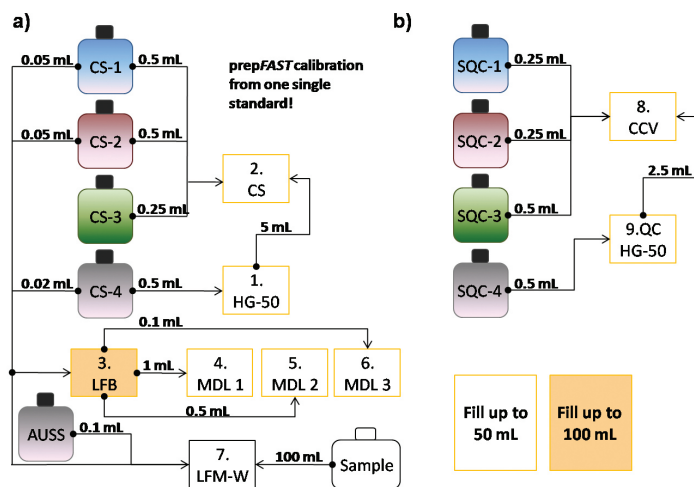 a)
b)
0.05 mL
CS-1
0.5 mL
prepFAST calibration
from one single
standard!
SQC-1
0.25 mL
8.
CCV
0.05 mL
CS-2
0.5 mL
SQC-2
0.25 mL
2.
CS
2.5 mL
CS-3
0.25 mL
SQC-3
0.5 mL
5 mL
9.QC
HG-50
0.02 mL
CS-4
0.5 mL
1.
HG-50
SQC-4
0.5 mL
0.1 mL
3.
LFB
1 mL
4.
MDL 1
5.
MDL 2
6.
MDL 3
0.5 mL
AUSS
0.1 mL
7.
LFM-W
100 mL
Sample
Fill up to
50 mL
Fill up to
100 mL